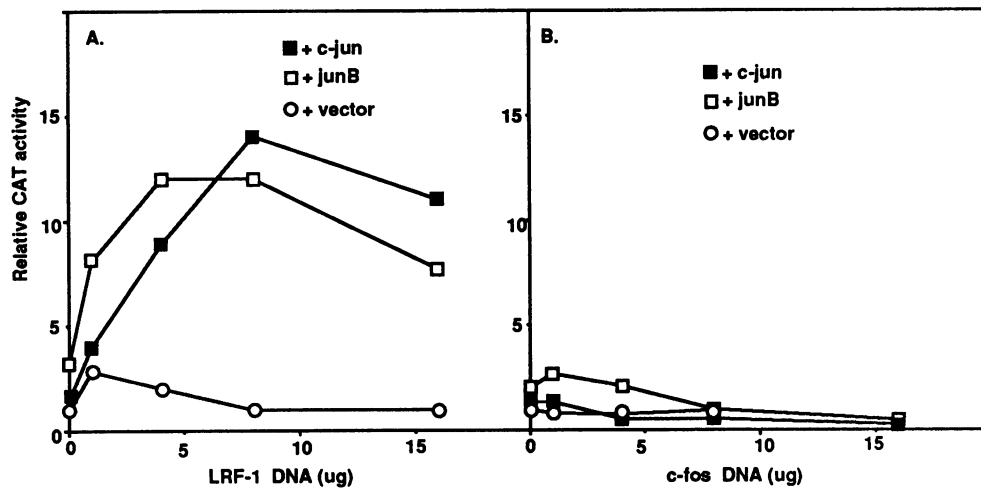 A.
+ c-jun
+ junB
+ vector
Relative CAT activity
15
10
5
0
0
5
10
15
LRF-1 DNA (ug)
B.
+ c-jun
+ junB
+ vector
15
10
5
0
5
10
15
c-fos DNA (ug)